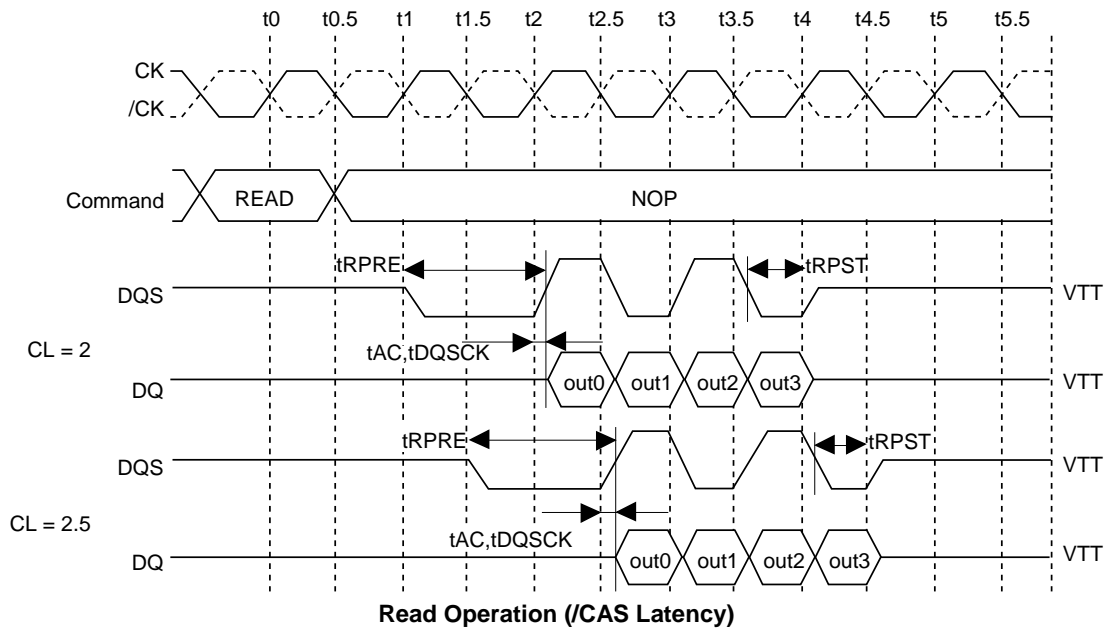 t0 t0.5 t1 t1.5 t2 t2.5 t3 t3.5 t4 t4.5 t5 t5.5
CK
/CK
Command READ NOP
tRPRE tRPST
DQS VTT
CL = 2
tAC,tDQSCK
DQ out0 out1 out2 out3 VTT
tRPRE tRPST
DQS VTT
CL = 2.5
tAC,tDQSCK
DQ out0 out1 out2 out3 VTT
Read Operation (/CAS Latency)